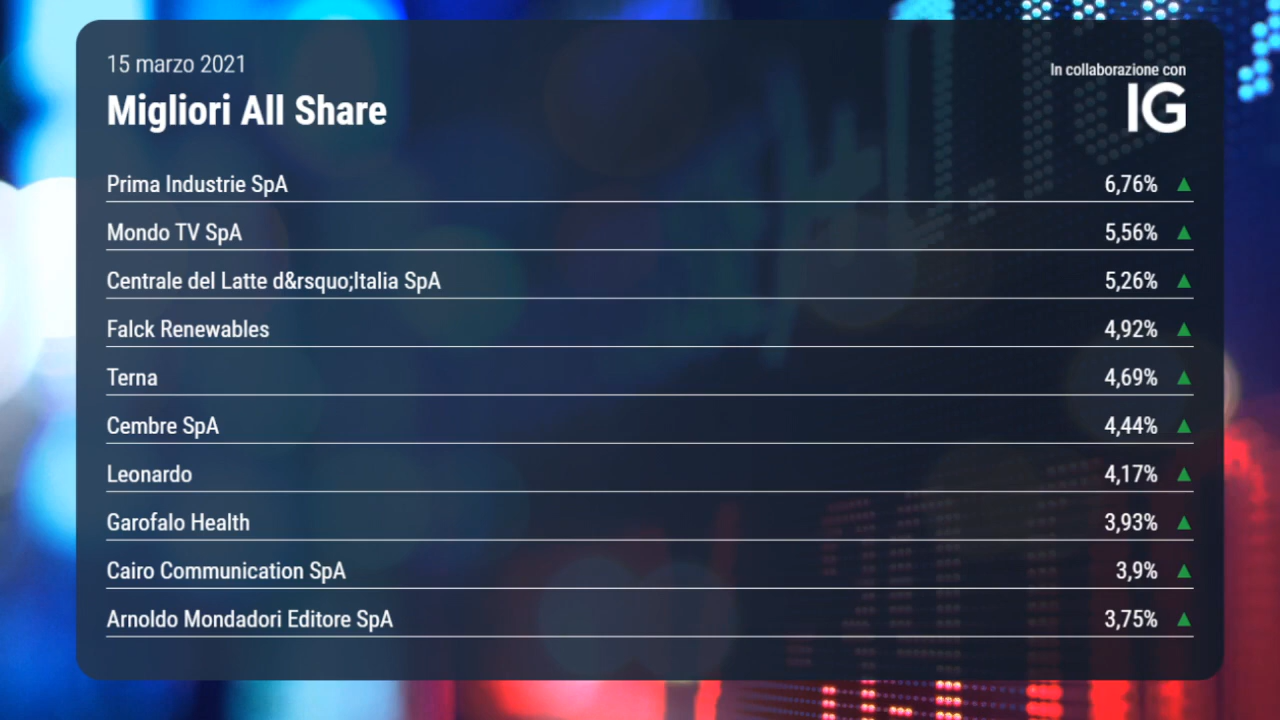 15 marzo 2021
In collaborazione con
Migliori All Share
IG
Prima Industrie SpA 6,76% ▲
Mondo TV SpA 5,56% ▲
Centrale del Latte d&rsquo;Italia SpA 5,26% ▲
Falck Renewables 4,92% ▲
Terna 4,69% ▲
Cembre SpA 4,44% ▲
Leonardo 4,17% ▲
Garofalo Health 3,93% ▲
Cairo Communication SpA 3,9% ▲
Arnoldo Mondadori Editore SpA 3,75% ▲